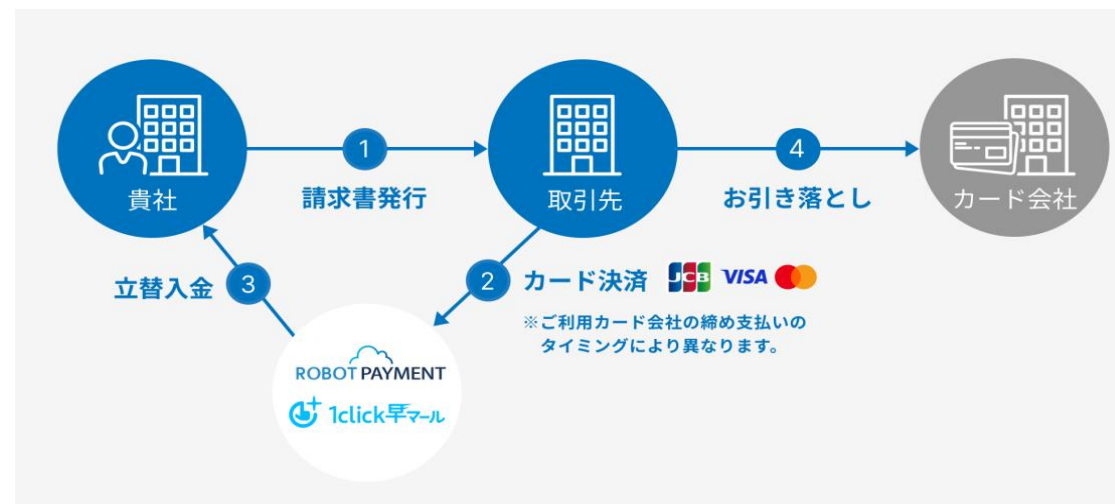 貴社
1
請求書発行
取引先
4
お引き落とし
カード会社
立替入金
3
2
カード決済
JCB
VISA
※ご利用カード会社の締め支払いの
タイミングにより異なります。
ROBOT PAYMENT
1click早マール